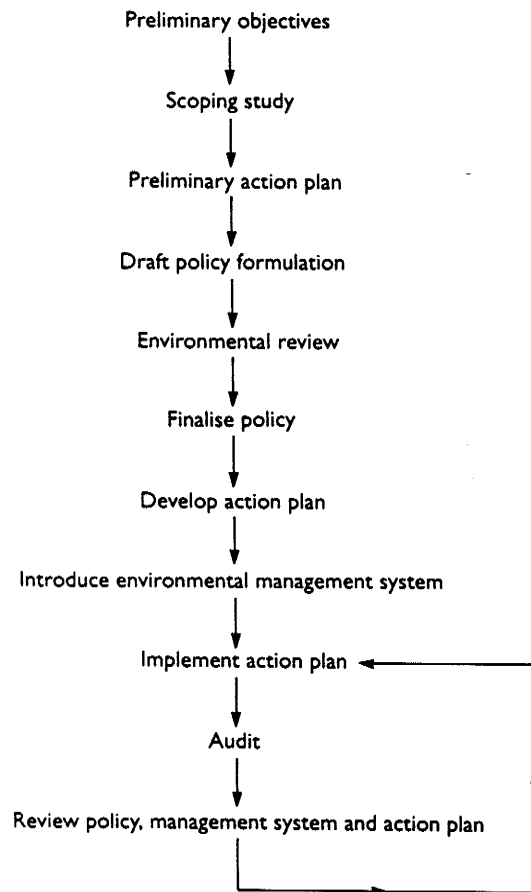 Preliminary objectives
Scoping study
Preliminary action plan
Draft policy formulation
Environmental review
Finalise policy
Develop action plan
Introduce environmental management system
Implement action plan
Audit
Review policy, management system and action plan